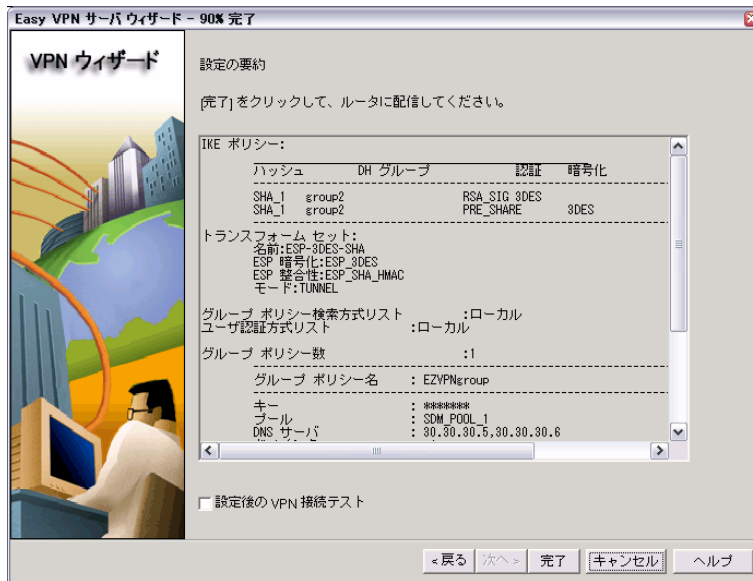 Easy VPN サーバ ウィザード - 90% 完了
VPN ウィザード
設定の要約
[完了] をクリックして、ルータに配信してください。
IKE ポリシー:
ハッシュ DH グループ 認証 暗号化
SHA_1 group2 RSA_SIG 3DES
SHA_1 group2 PRE_SHARE 3DES
トランスフォーム セット:
名前:ESP-3DES-SHA
ESP 暗号化:ESP_3DES
ESP 整合性:ESP_SHA_HMAC
モード:TUNNEL
グループ ポリシー検索方式リスト :ローカル
ユーザ認証方式リスト :ローカル
グループ ポリシー数 :1
グループ ポリシー名 : EZVPNgroup
キー : *******
プール : SDM_POOL_1
DNS サーバ : 30.30.30.5,30.30.30.6
設定後の VPN 接続テスト
< 戻る 次へ > 完了 キャンセル ヘルプ